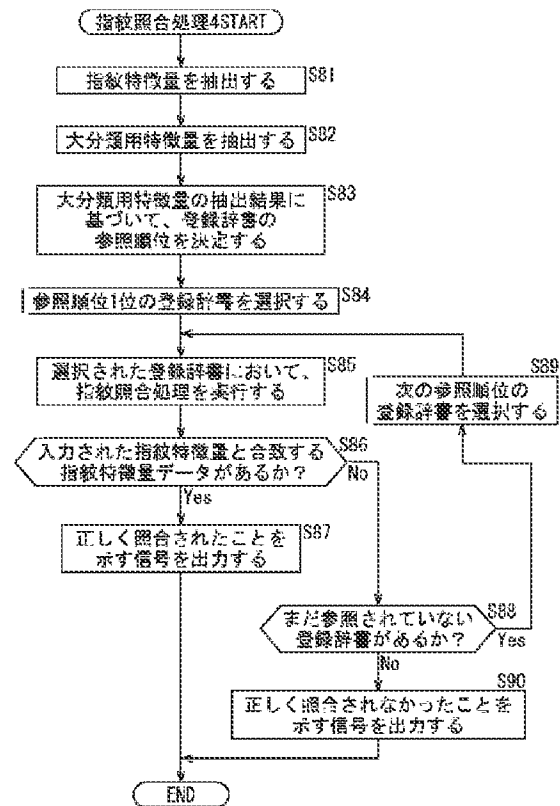 指紋照合処理4START
S81
指紋特徴量を抽出する
S82
大分類用特徴量を抽出する
S83
大分類用特徴量の抽出結果に
基づいて、登録辞書の
参照順位を決定する
S84
参照順位1位の登録辞書を選択する
S85
選択された登録辞書において、
指紋照合処理を実行する
S89
次の参照順位の
登録辞書を選択する
S86
入力された指紋特徴量と合致する
指紋特徴量データがあるか？
No
Yes
S87
正しく照合されたことを
示す信号を出力する
S88
まだ参照されていない
登録辞書があるか？
Yes
No
S90
正しく照合されなかったことを
示す信号を出力する
END